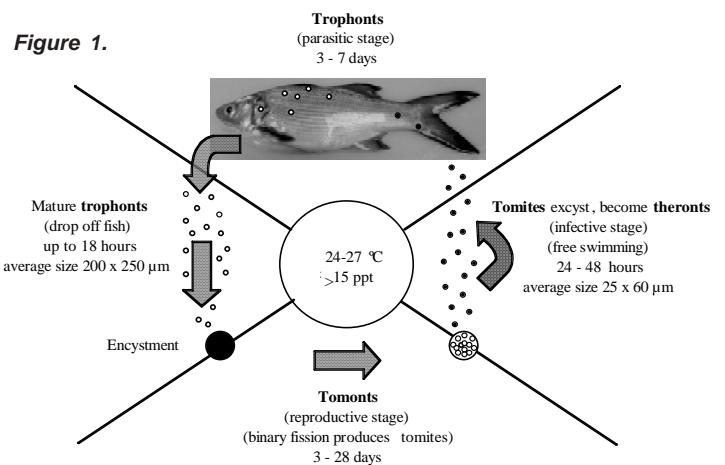 Figure 1.
Trophonts
(parasitic stage)
3 - 7 days
Mature trophonts
(drop off fish)
up to 18 hours
average size 200 x 250 µm
Tomites excyst, become theronts
(infective stage)
(free swimming)
24 - 48 hours
average size 25 x 60 µm
24-27 ºC
>15 ppt
Encystment
Tomonts
(reproductive stage)
(binary fission produces tomites)
3 - 28 days